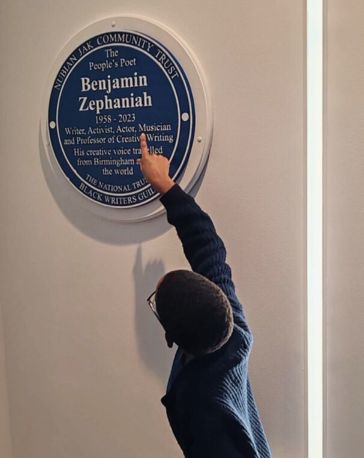 NUBIAN JAK COMMUNITY TRUST
The
People's Poet
Benjamin
Zephaniah
1958 - 2023
Writer, Activist, Actor, Musician
and Professor of Creative Writing
His creative voice travelled
from Birmingham
the world
THE NATIONAL TRUST
BLACK WRITERS GUILD